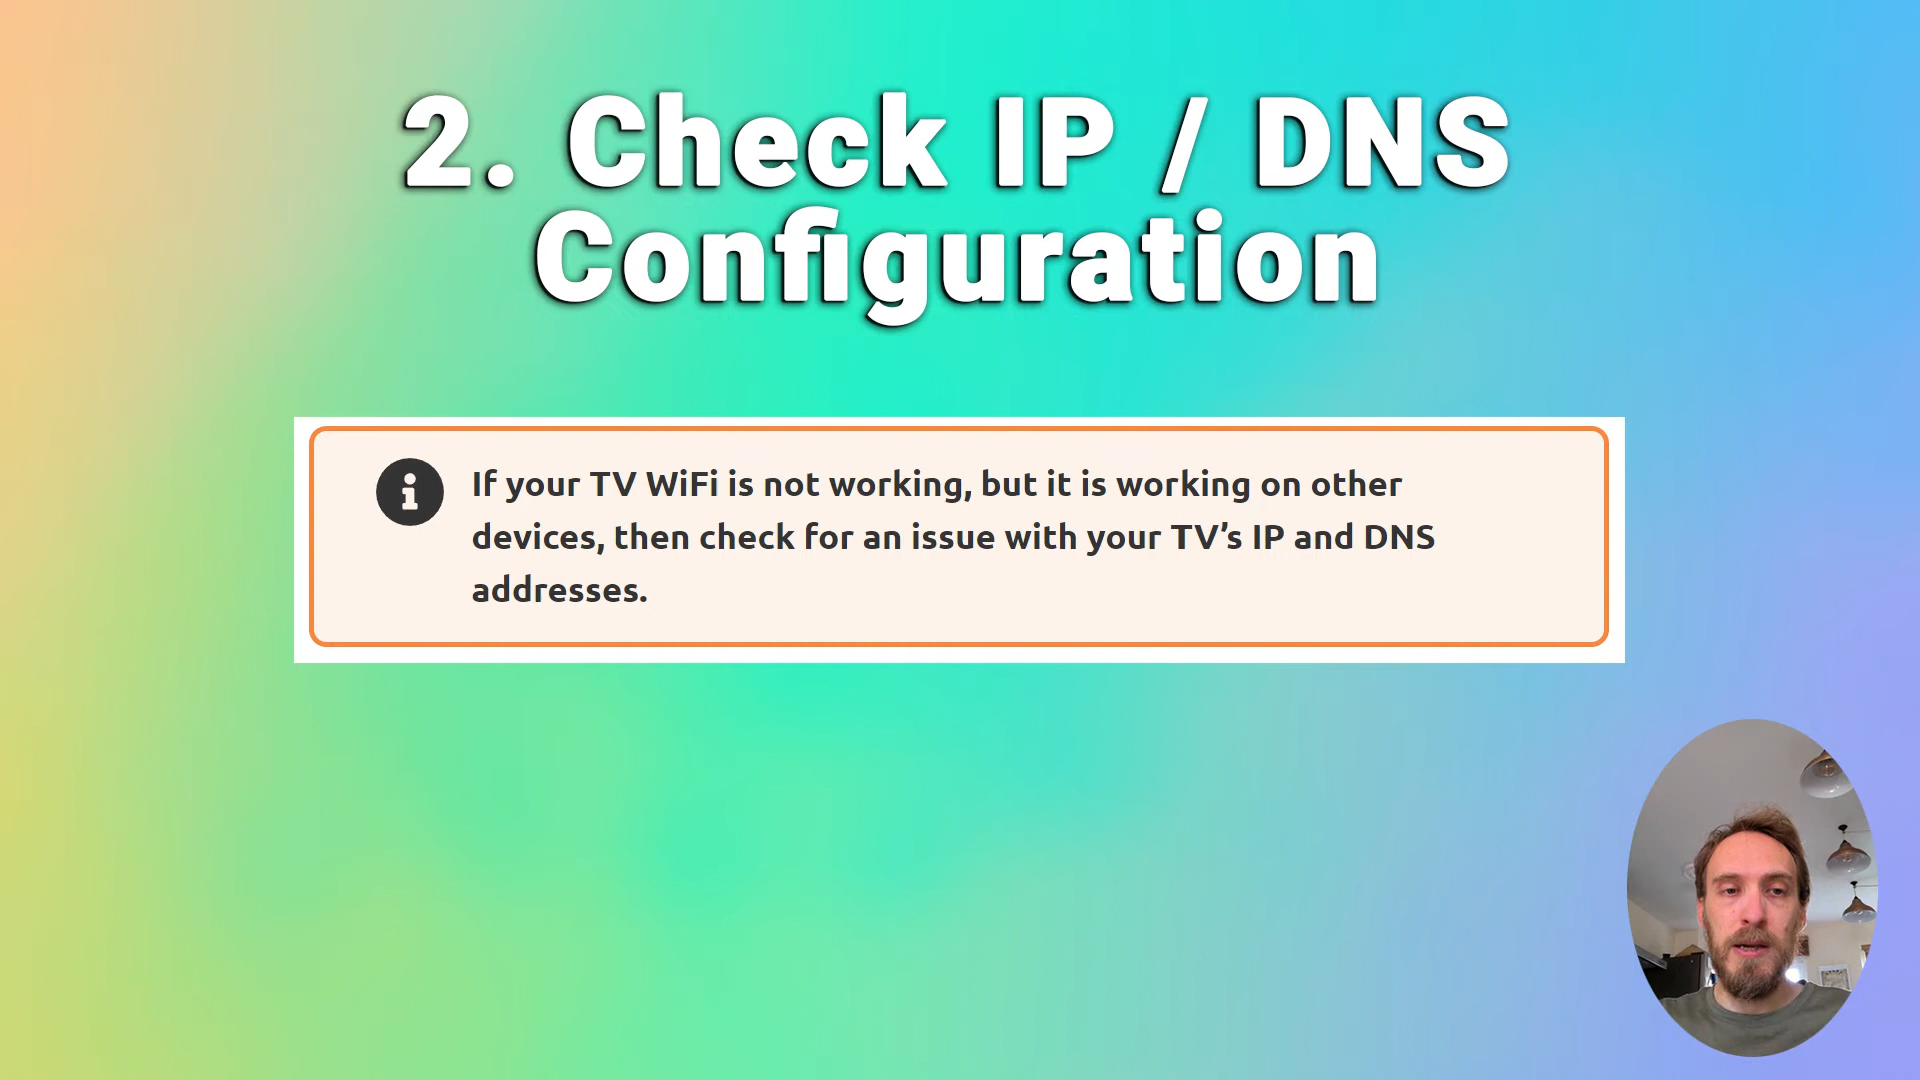 2. Check IP / DNS
Configuration
If your TV WiFi is not working, but it is working on other
devices, then check for an issue with your TV’s IP and DNS
addresses.